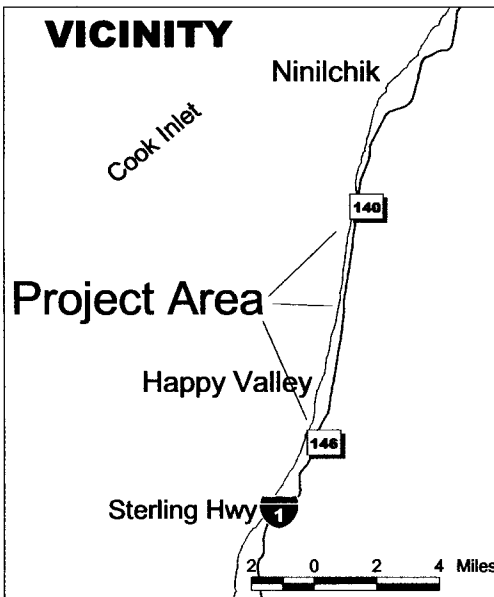 VICINITY
Ninilchik
Cook Inlet
140
Project Area
Happy Valley
146
Sterling Hwy
1
2 0 2 4 Miles